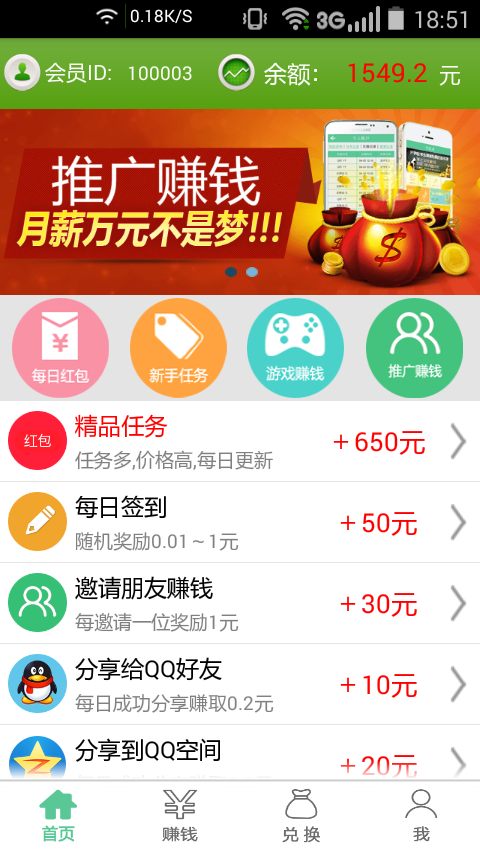 0.18K/S 3G 18:51
会员ID: 100003 余额: 1549.2 元
推广赚钱
月薪万元不是梦!!!
$
每日红包 新手任务 游戏赚钱 推广赚钱
红包 精品任务 +650元
任务多,价格高,每日更新
每日签到 +50元
随机奖励0.01~1元
邀请朋友赚钱 +30元
每邀请一位奖励1元
分享给QQ好友 +10元
每日成功分享赚取0.2元
分享到QQ空间 +20元
首页 赚钱 兑换 我